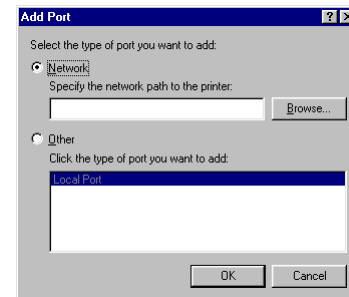 Add Port
Select the type of port you want to add:
Network
Specify the network path to the printer:
Browse...
Other
Click the type of port you want to add:
Local Port
OK Cancel